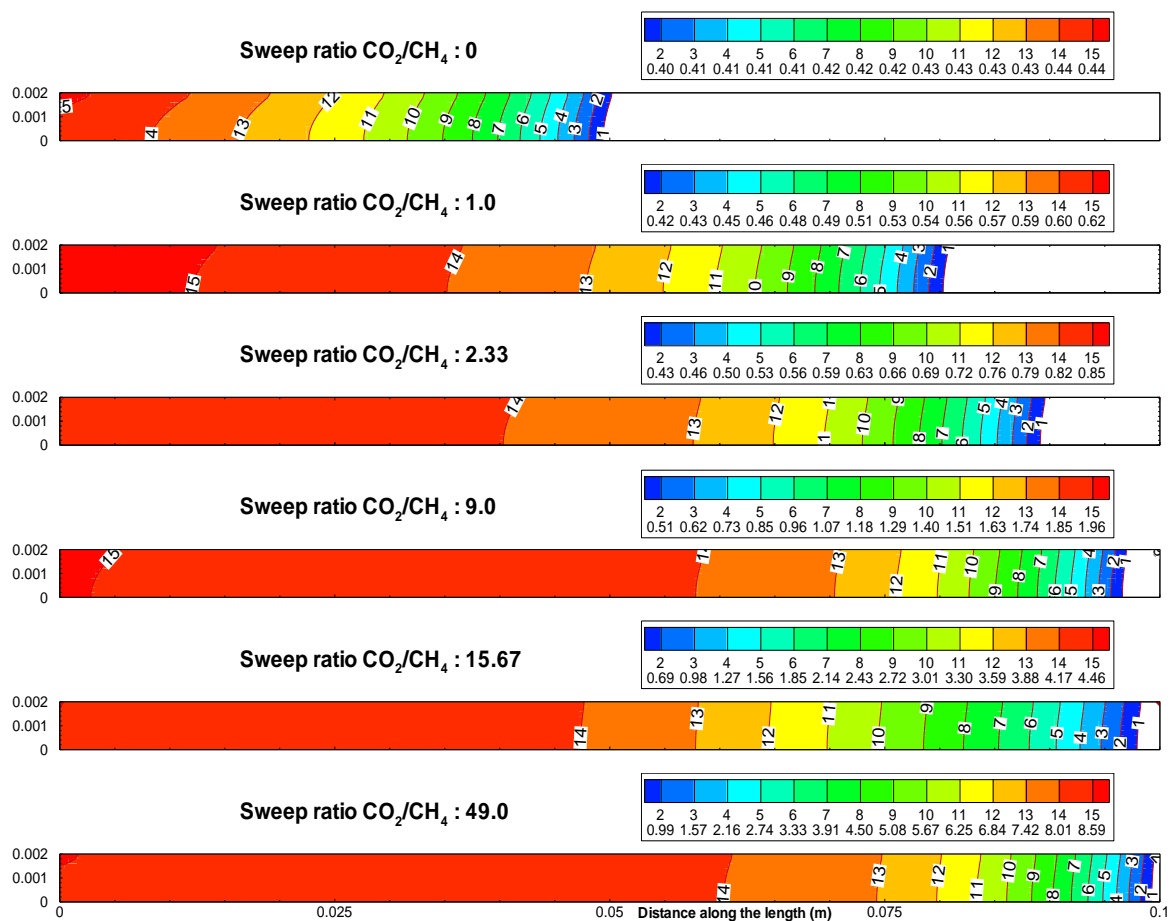 Sweep ratio CO₂/CH₄ : 0
2 3 4 5 6 7 8 9 10 11 12 13 14 15
0.40 0.41 0.41 0.41 0.41 0.42 0.42 0.42 0.43 0.43 0.43 0.43 0.44 0.44
0.002
0.001
0
5 4 13 12 11 10 9 8 7 6 5 4 3 2 1
Sweep ratio CO₂/CH₄ : 1.0
2 3 4 5 6 7 8 9 10 11 12 13 14 15
0.42 0.43 0.45 0.46 0.48 0.49 0.51 0.53 0.54 0.56 0.57 0.59 0.60 0.62
0.002
0.001
0
15 14 13 12 11 0 9 8 7 6 5 4 3 2 1
Sweep ratio CO₂/CH₄ : 2.33
2 3 4 5 6 7 8 9 10 11 12 13 14 15
0.43 0.46 0.50 0.53 0.56 0.59 0.63 0.66 0.69 0.72 0.76 0.79 0.82 0.85
0.002
0.001
0
14 13 12 1 1 10 9 8 7 6 5 4 3 2 1
Sweep ratio CO₂/CH₄ : 9.0
2 3 4 5 6 7 8 9 10 11 12 13 14 15
0.51 0.62 0.73 0.85 0.96 1.07 1.18 1.29 1.40 1.51 1.63 1.74 1.85 1.96
0.002
0.001
0
15 13 12 11 10 9 8 7 6 5 4 3 2 1
Sweep ratio CO₂/CH₄ : 15.67
2 3 4 5 6 7 8 9 10 11 12 13 14 15
0.69 0.98 1.27 1.56 1.85 2.14 2.43 2.72 3.01 3.30 3.59 3.88 4.17 4.46
0.002
0.001
0
14 13 12 11 10 9 8 7 6 5 4 3 2 1
Sweep ratio CO₂/CH₄ : 49.0
2 3 4 5 6 7 8 9 10 11 12 13 14 15
0.99 1.57 2.16 2.74 3.33 3.91 4.50 5.08 5.67 6.25 6.84 7.42 8.01 8.59
0.002
0.001
0
14 13 12 11 10 9 8 7 6 5 4 3 2 1
0 0.025 0.05 0.075 0.1
Distance along the length (m)